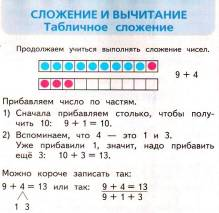 СЛОЖЕНИЕ И ВЫЧИТАНИЕ
Табличное сложение
Продолжаем учиться выполнять сложение чисел.
9 + 4
Прибавляем число по частям.
1) Сначала прибавляем столько, чтобы полу-
чить 10: 9 + 1 = 10.
2) Вспоминаем, что 4 — это 1 и 3.
Уже прибавили 1, значит, надо прибавить
ещё 3: 10 + 3 = 13.
Можно короче записать так:
9 + 4 = 13 или так: 9 + 4 = 13
1 3 9 + 1 + 3